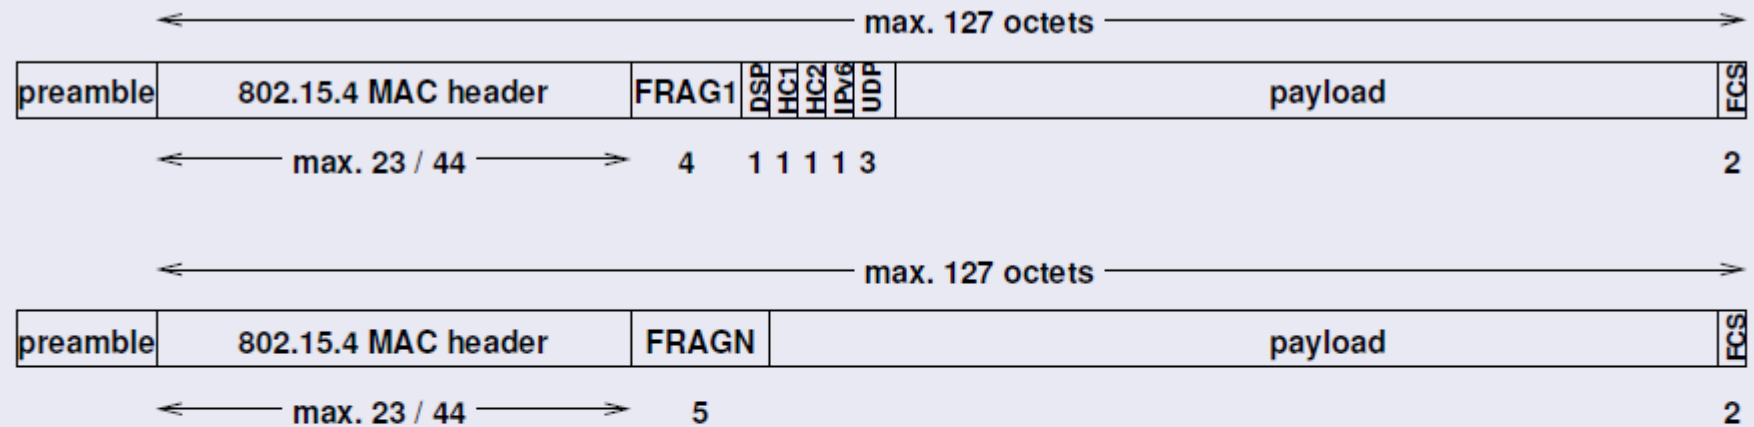 max. 127 octets
preamble 802.15.4 MAC header FRAG1 DSP HC1 HC2 IPv6 UDP payload FCS
max. 23 / 44 4 1 1 1 1 3 2
max. 127 octets
preamble 802.15.4 MAC header FRAGN payload FCS
max. 23 / 44 5 2